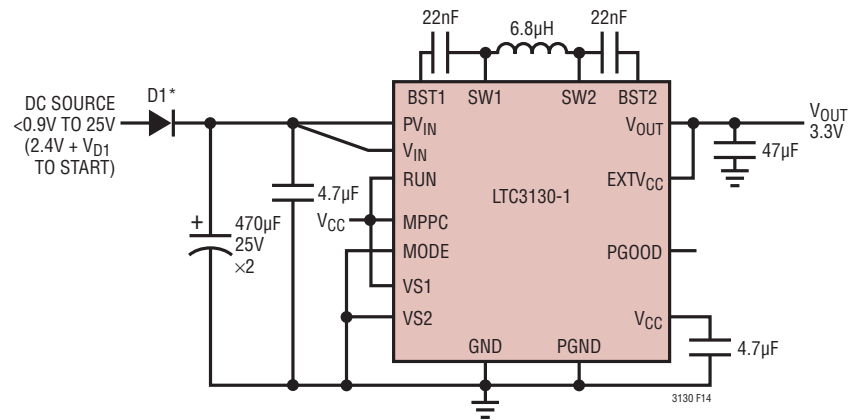 22nF
6.8µH
22nF
DC SOURCE
<0.9V TO 25V
(2.4V + VD1
TO START)
D1*
BST1
SW1
SW2
BST2
PVIN
VIN
RUN
MPPC
MODE
VS1
VS2
VOUT
EXTVCC
PGOOD
VCC
GND
PGND
LTC3130-1
VOUT
3.3V
47µF
4.7µF
VCC
+
470µF
25V
×2
4.7µF
3130 F14